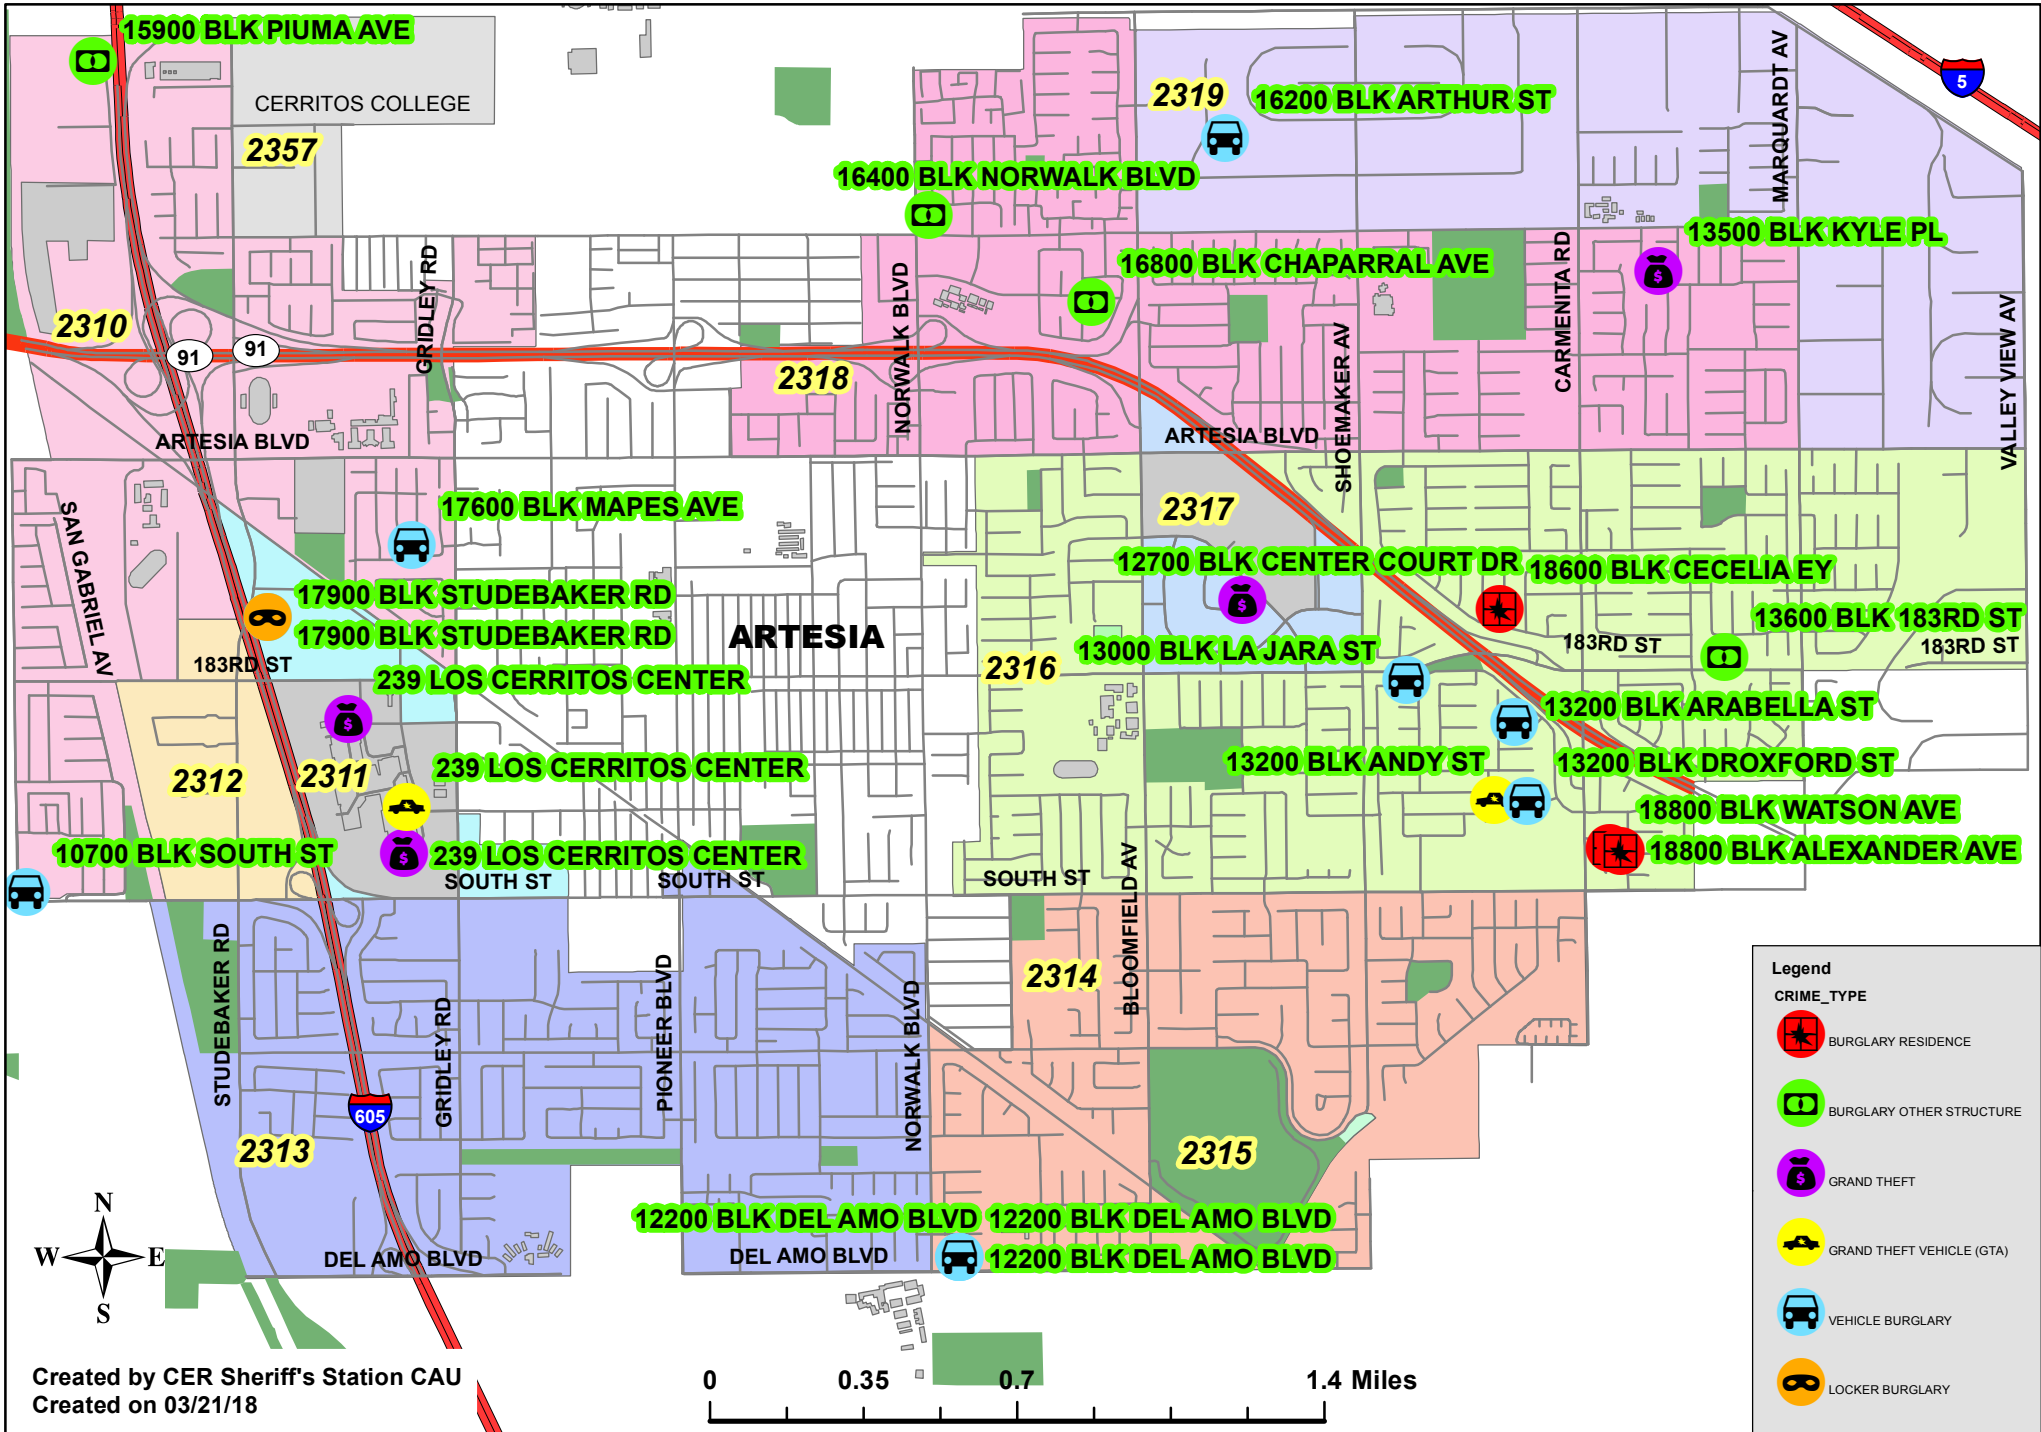 15900 BLK PIUMA AVE
CERRITOS COLLEGE
2357
2319
16200 BLK ARTHUR ST
MARQUARDT AV
5
16400 BLK NORWALK BLVD
13500 BLK KYLE PL
16800 BLK CHAPARRAL AVE
GRIDLEY RD
NORWALK BLVD
CARMENITA RD
VALLEY VIEW AV
2310
91
91
2318
SHOEMAKER AV
ARTESIA BLVD
ARTESIA BLVD
SAN GABRIEL AV
17600 BLK MAPES AVE
2317
12700 BLK CENTER COURT DR
18600 BLK CECELIA EY
17900 BLK STUDEBAKER RD
17900 BLK STUDEBAKER RD
ARTESIA
13600 BLK 183RD ST
183RD ST
183RD ST
183RD ST
13000 BLK LA JARA ST
2316
239 LOS CERRITOS CENTER
13200 BLK ARABELLA ST
2312
2311
239 LOS CERRITOS CENTER
13200 BLK ANDY ST
13200 BLK DROXFORD ST
18800 BLK WATSON AVE
10700 BLK SOUTH ST
239 LOS CERRITOS CENTER
18800 BLK ALEXANDER AVE
SOUTH ST
SOUTH ST
SOUTH ST
BLOOMFIELD AV
STUDEBAKER RD
GRIDLEY RD
PIONEER BLVD
NORWALK BLVD
2314
605
2313
2315
12200 BLK DEL AMO BLVD
12200 BLK DEL AMO BLVD
12200 BLK DEL AMO BLVD
DEL AMO BLVD
DEL AMO BLVD
N
W
E
S
Legend
CRIME_TYPE
BURGLARY RESIDENCE
BURGLARY OTHER STRUCTURE
GRAND THEFT
GRAND THEFT VEHICLE (GTA)
VEHICLE BURGLARY
LOCKER BURGLARY
Created by CER Sheriff's Station CAU
Created on 03/21/18
0 0.35 0.7 1.4 Miles